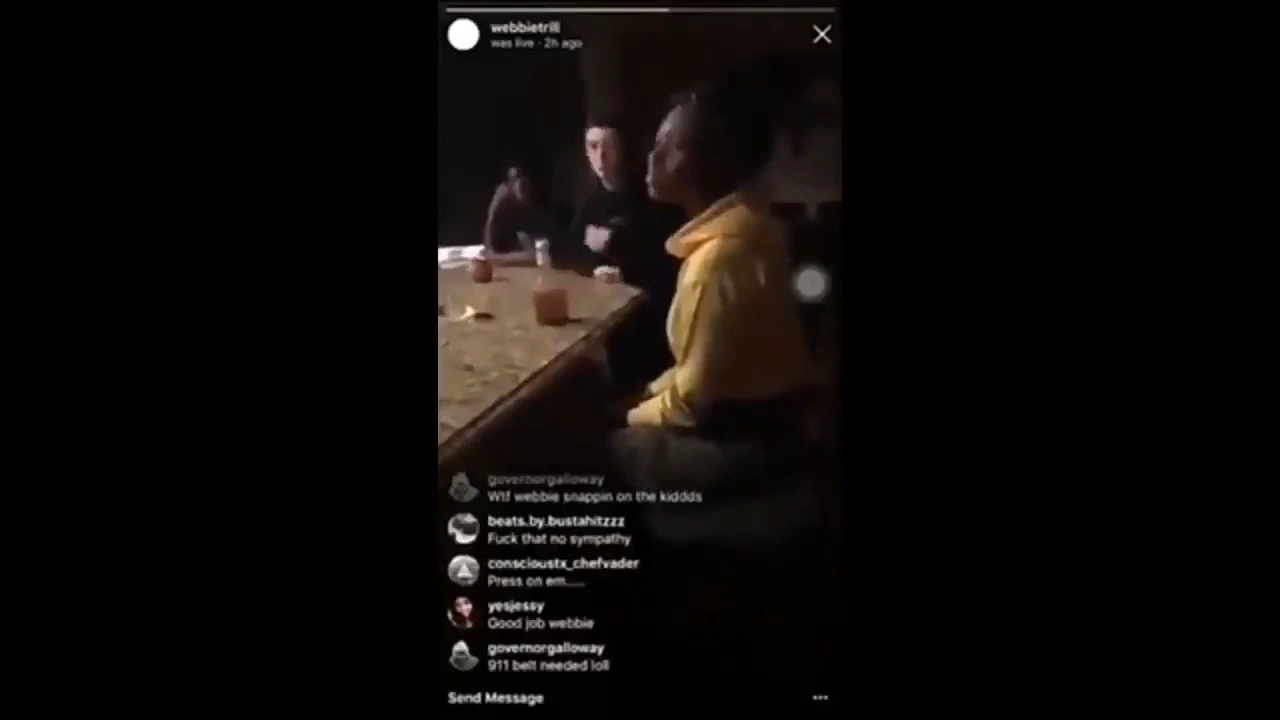 webbietrill
was live · 2h ago
governorgalloway
Wtf webbie snappin on the kiddds
beats.by.bustahitzzz
Fuck that no sympathy
conscioustx_chefvader
Press on em.....
yesjessy
Good job webbie
governorgalloway
911 belt needed loll
Send Message